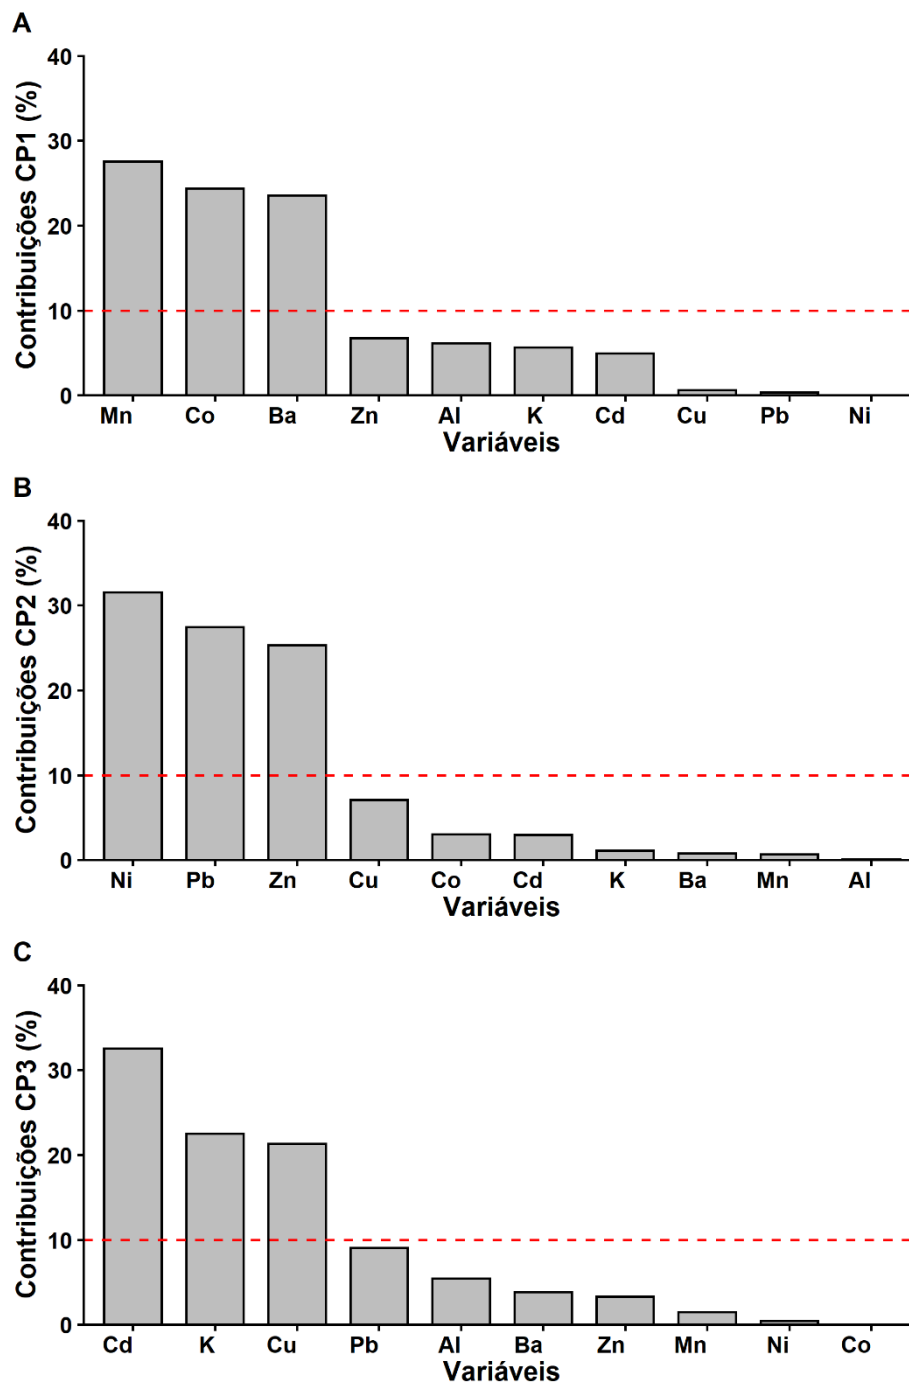 A
Contribuições CP1 (%)
40
30
20
10
0
Mn Co Ba Zn Al K Cd Cu Pb Ni
Variáveis
B
Contribuições CP2 (%)
40
30
20
10
0
Ni Pb Zn Cu Co Cd K Ba Mn Al
Variáveis
C
Contribuições CP3 (%)
40
30
20
10
0
Cd K Cu Pb Al Ba Zn Mn Ni Co
Variáveis